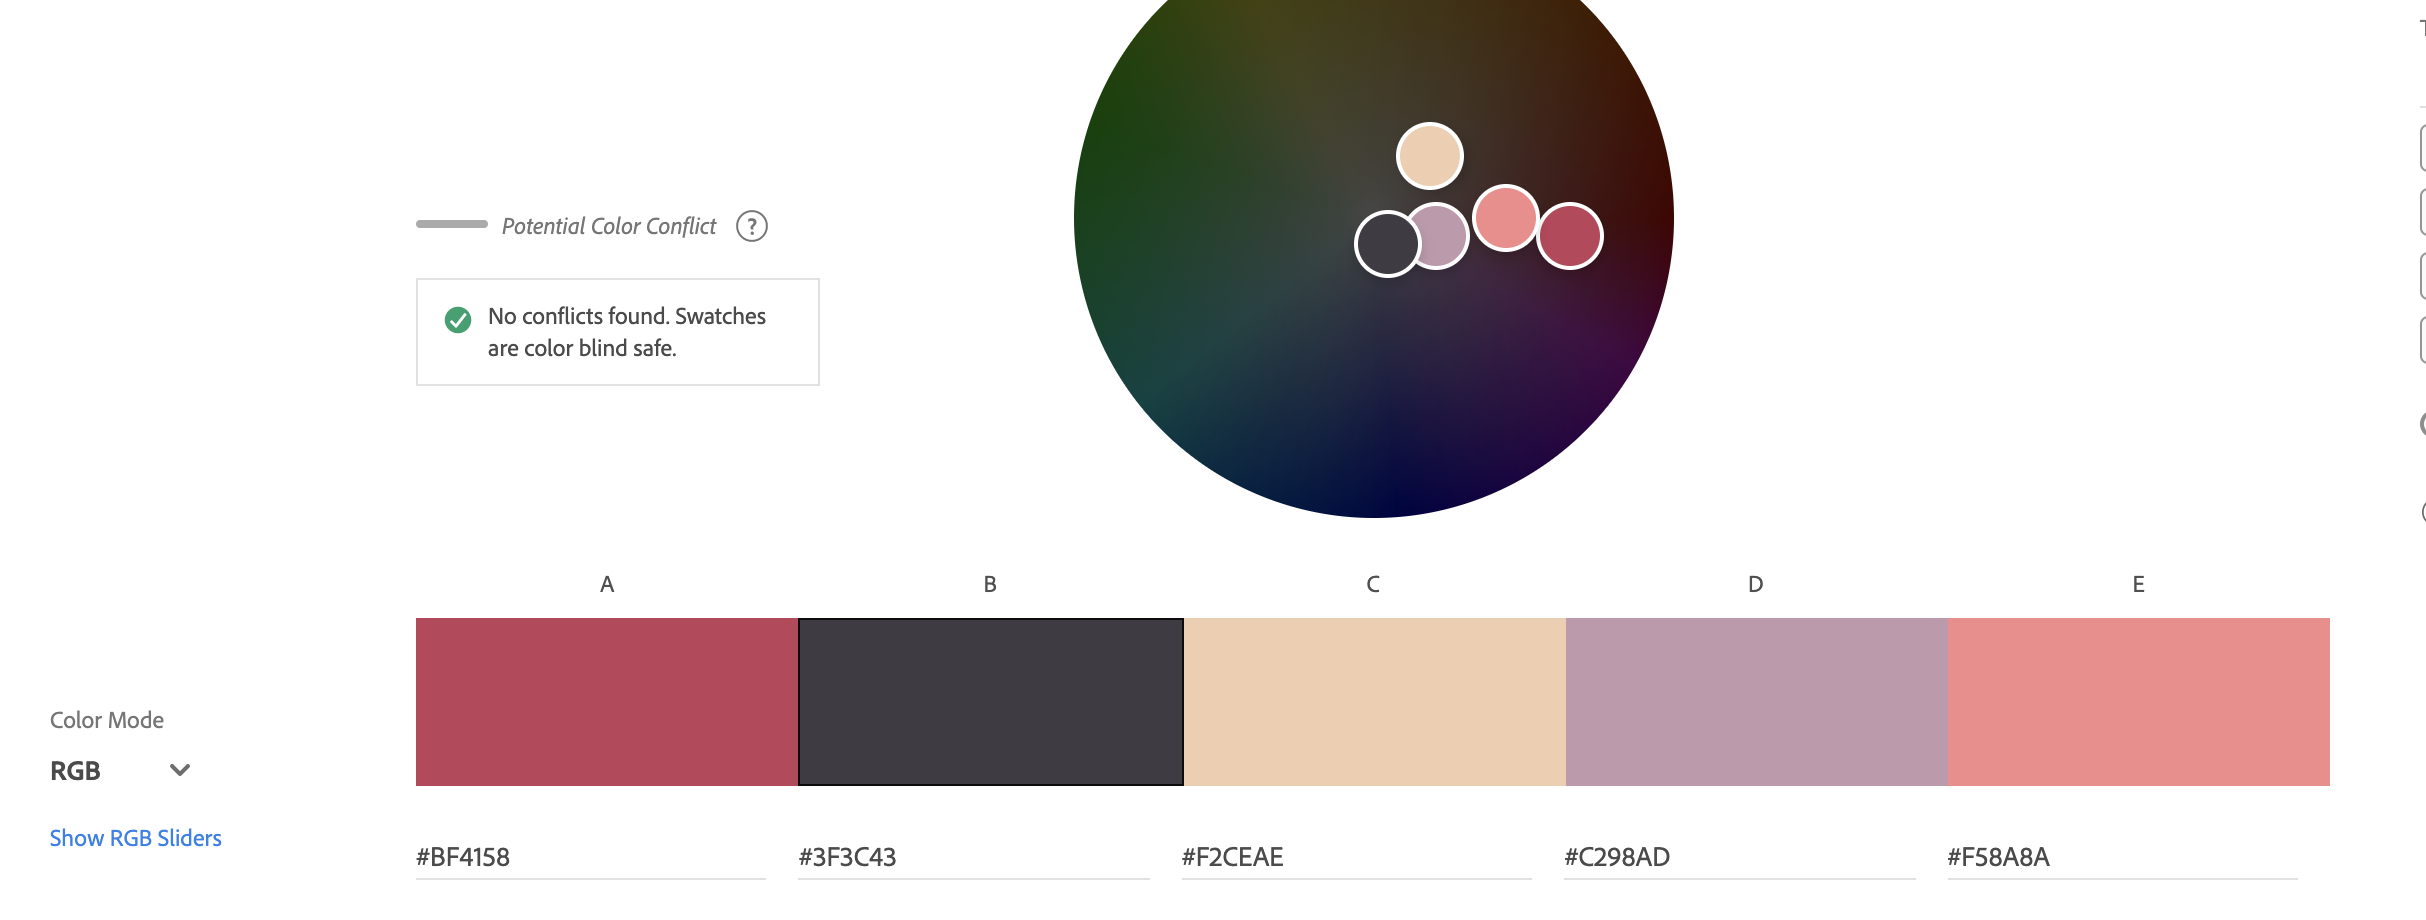 Potential Color Conflict ?
No conflicts found. Swatches
are color blind safe.
A B C D E
Color Mode
RGB
Show RGB Sliders
#BF4158 #3F3C43 #F2CEAE #C298AD #F58A8A